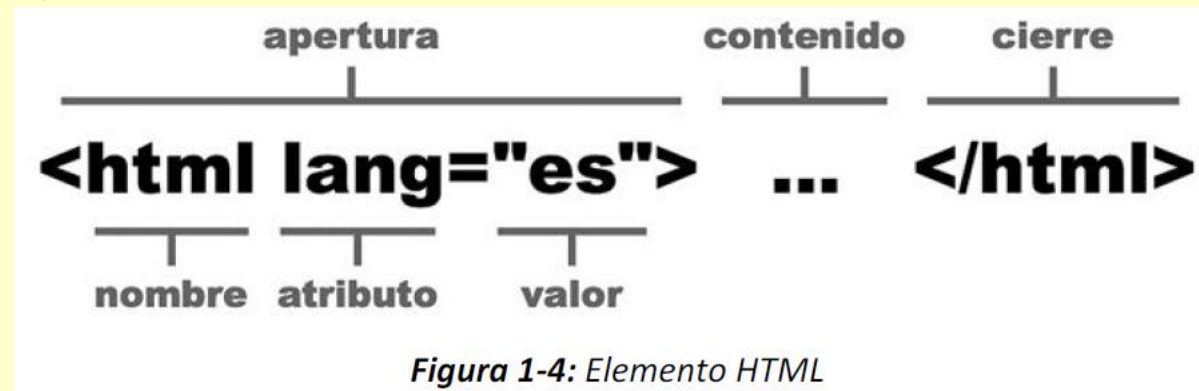 apertura contenido cierre
<html lang="es"> ... </html>
nombre atributo valor
Figura 1-4: Elemento HTML